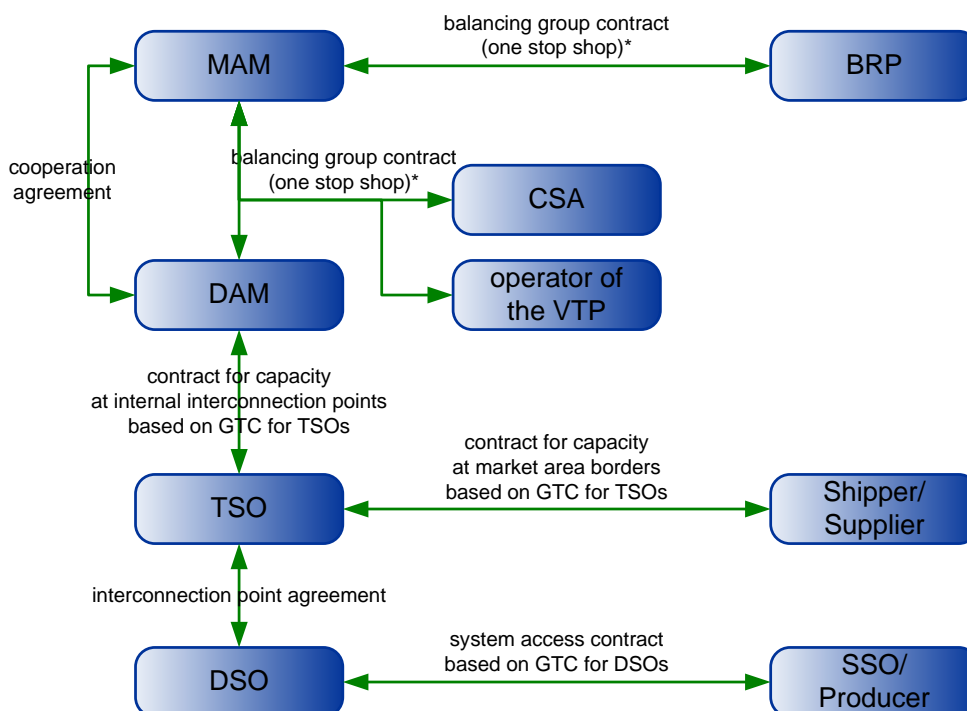 balancing group contract
(one stop shop)*
MAM
BRP
cooperation
agreement
balancing group contract
(one stop shop)*
CSA
DAM
operator of
the VTP
contract for capacity
at internal interconnection points
based on GTC for TSOs
contract for capacity
at market area borders
based on GTC for TSOs
TSO
Shipper/
Supplier
interconnection point agreement
system access contract
based on GTC for DSOs
DSO
SSO/
Producer